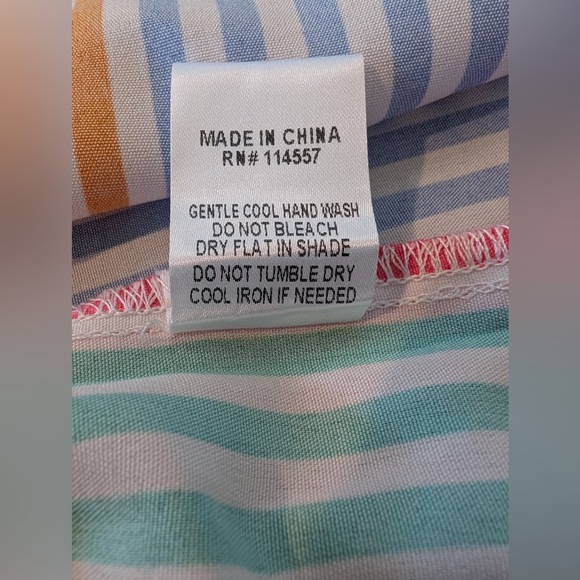 MADE IN CHINA
RN# 114557
GENTLE COOL HAND WASH
DO NOT BLEACH
DRY FLAT IN SHADE
DO NOT TUMBLE DRY
COOL IRON IF NEEDED